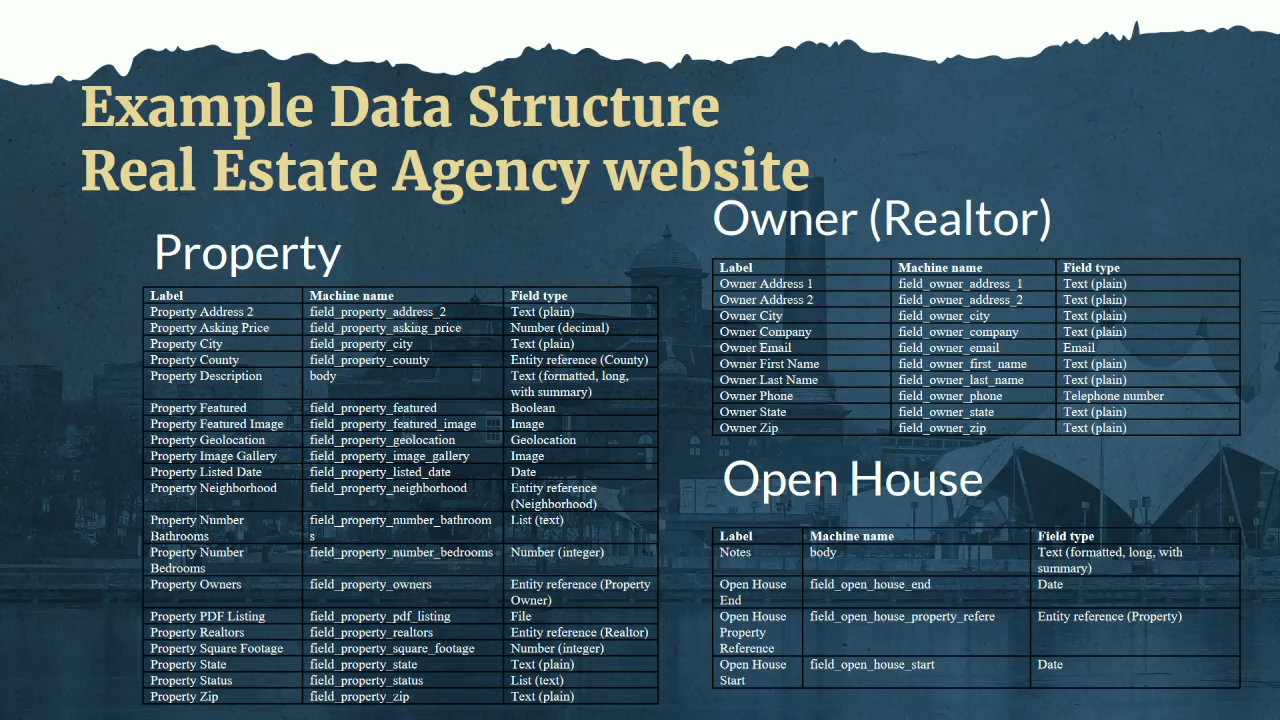 Example Data Structure
Real Estate Agency website
Property
Label Machine name Field type
Property Address 2 field_property_address_2 Text (plain)
Property Asking Price field_property_asking_price Number (decimal)
Property City field_property_city Text (plain)
Property County field_property_county Entity reference (County)
Property Description body Text (formatted, long,
with summary)
Property Featured field_property_featured Boolean
Property Featured Image field_property_featured_image Image
Property Geolocation field_property_geolocation Geolocation
Property Image Gallery field_property_image_gallery Image
Property Listed Date field_property_listed_date Date
Property Neighborhood field_property_neighborhood Entity reference
(Neighborhood)
Property Number field_property_number_bathroom List (text)
Bathrooms s
Property Number field_property_number_bedrooms Number (integer)
Bedrooms
Property Owners field_property_owners Entity reference (Property
Owner)
Property PDF Listing field_property_pdf_listing File
Property Realtors field_property_realtors Entity reference (Realtor)
Property Square Footage field_property_square_footage Number (integer)
Property State field_property_state Text (plain)
Property Status field_property_status List (text)
Property Zip field_property_zip Text (plain)
Owner (Realtor)
Label Machine name Field type
Owner Address 1 field_owner_address_1 Text (plain)
Owner Address 2 field_owner_address_2 Text (plain)
Owner City field_owner_city Text (plain)
Owner Company field_owner_company Text (plain)
Owner Email field_owner_email Email
Owner First Name field_owner_first_name Text (plain)
Owner Last Name field_owner_last_name Text (plain)
Owner Phone field_owner_phone Telephone number
Owner State field_owner_state Text (plain)
Owner Zip field_owner_zip Text (plain)
Open House
Label Machine name Field type
Notes body Text (formatted, long, with
summary)
Open House field_open_house_end Date
End
Open House field_open_house_property_refere Entity reference (Property)
Property
Reference
Open House field_open_house_start Date
Start